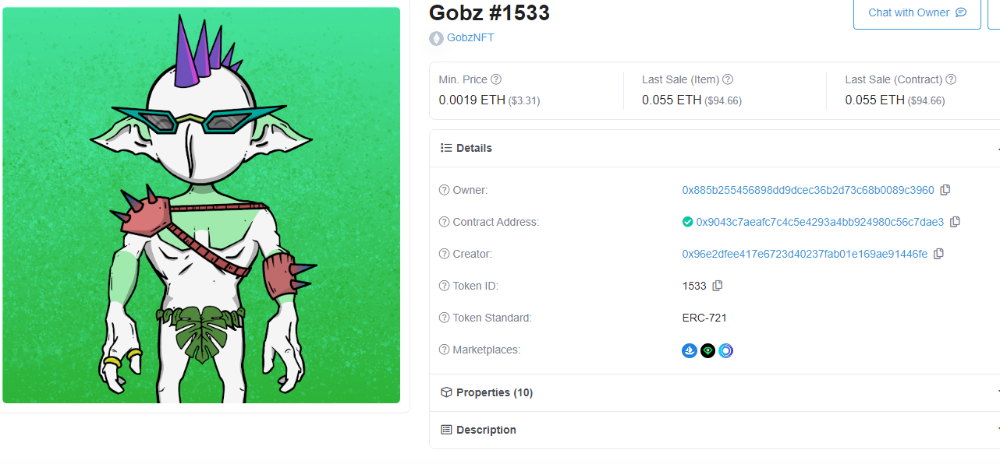 Gobz #1533
Chat with Owner
GobzNFT
Min. Price
0.0019 ETH ($3.31)
Last Sale (Item)
0.055 ETH ($94.66)
Last Sale (Contract)
0.055 ETH ($94.66)
Details
Owner:
0x885b255456898dd9dcec36b2d73c68b0089c3960
Contract Address:
0x9043c7aeafc7c4c5e4293a4bb924980c56c7dae3
Creator:
0x96e2dfee417e6723d40237fab01e169ae91446fe
Token ID:
1533
Token Standard:
ERC-721
Marketplaces:
Properties (10)
Description